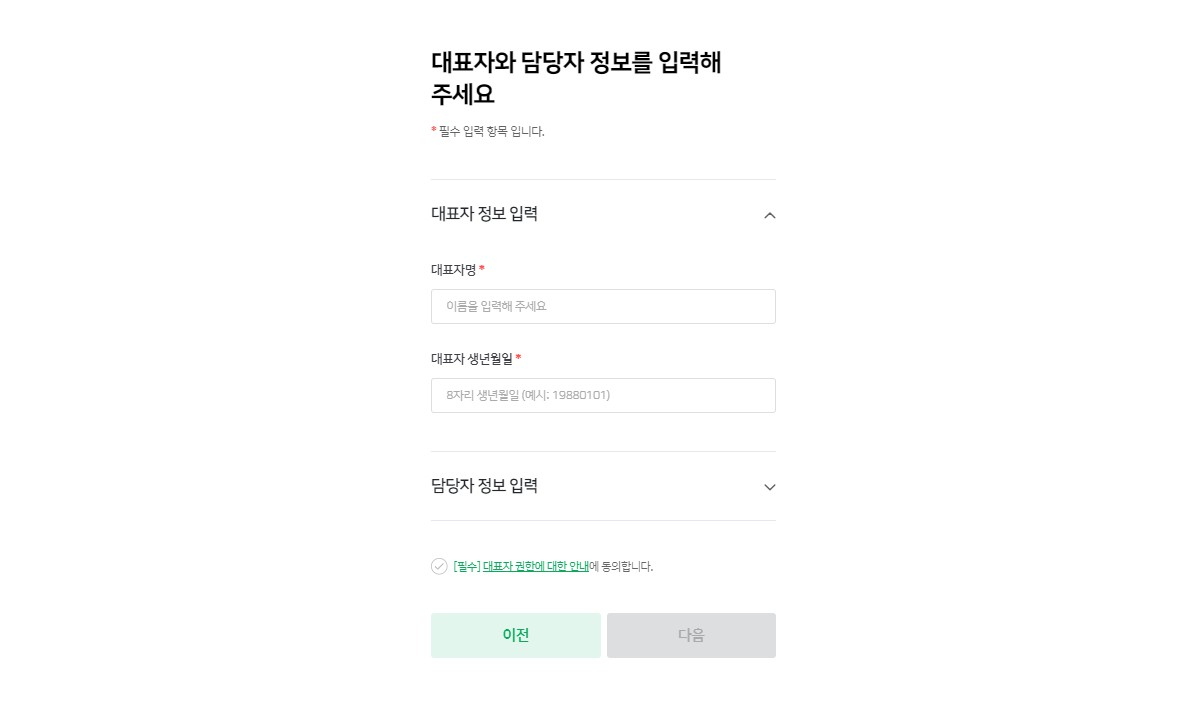 대표자와 담당자 정보를 입력해
주세요
* 필수 입력 항목 입니다.
대표자 정보 입력
대표자명 *
이름을 입력해 주세요
대표자 생년월일 *
8자리 생년월일 (예시: 19880101)
담당자 정보 입력
[필수] 대표자 권한에 대한 안내에 동의합니다.
이전 다음